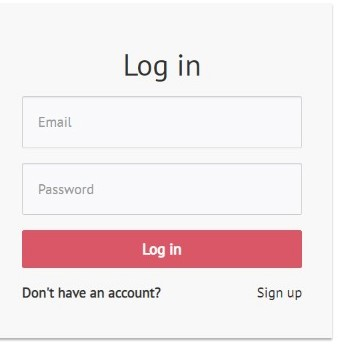 Log in
Email
Password
Log in
Don't have an account? Sign up